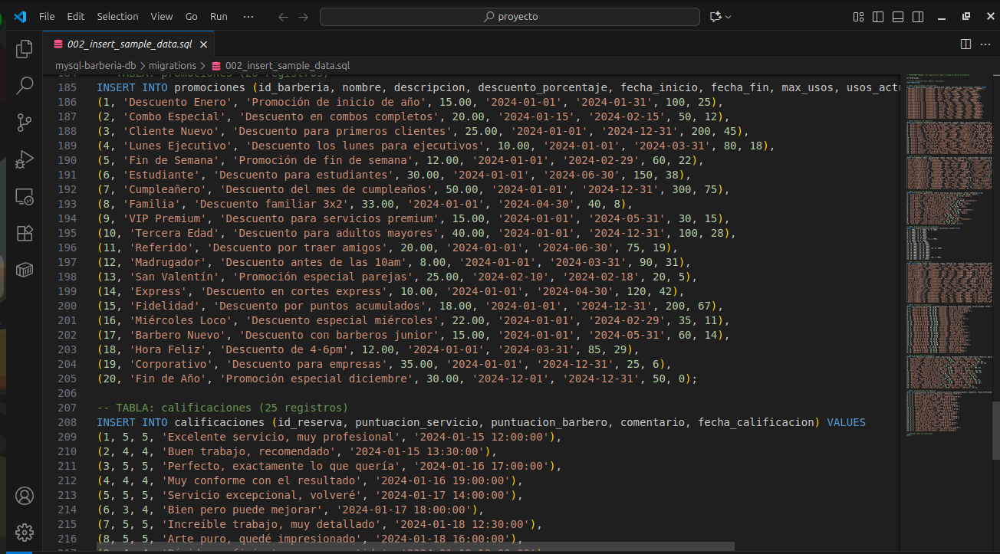 File Edit Selection View Go Run ··· proyecto
002_insert_sample_data.sql
mysql-barberia-db > migrations > 002_insert_sample_data.sql
184 -- TABLA: promociones (20 registros)
185 INSERT INTO promociones (id_barberia, nombre, descripcion, descuento_porcentaje, fecha_inicio, fecha_fin, max_usos, usos_actu
186 (1, 'Descuento Enero', 'Promoción de inicio de año', 15.00, '2024-01-01', '2024-01-31', 100, 25),
187 (2, 'Combo Especial', 'Descuento en combos completos', 20.00, '2024-01-15', '2024-02-15', 50, 12),
188 (3, 'Cliente Nuevo', 'Descuento para primeros clientes', 25.00, '2024-01-01', '2024-12-31', 200, 45),
189 (4, 'Lunes Ejecutivo', 'Descuento los lunes para ejecutivos', 10.00, '2024-01-01', '2024-03-31', 80, 18),
190 (5, 'Fin de Semana', 'Promoción de fin de semana', 12.00, '2024-01-01', '2024-02-29', 60, 22),
191 (6, 'Estudiante', 'Descuento para estudiantes', 30.00, '2024-01-01', '2024-06-30', 150, 38),
192 (7, 'Cumpleañero', 'Descuento del mes de cumpleaños', 50.00, '2024-01-01', '2024-12-31', 300, 75),
193 (8, 'Familia', 'Descuento familiar 3x2', 33.00, '2024-01-01', '2024-04-30', 40, 8),
194 (9, 'VIP Premium', 'Descuento para servicios premium', 15.00, '2024-01-01', '2024-05-31', 30, 15),
195 (10, 'Tercera Edad', 'Descuento para adultos mayores', 40.00, '2024-01-01', '2024-12-31', 100, 28),
196 (11, 'Referido', 'Descuento por traer amigos', 20.00, '2024-01-01', '2024-06-30', 75, 19),
197 (12, 'Madrugador', 'Descuento antes de las 10am', 8.00, '2024-01-01', '2024-03-31', 90, 31),
198 (13, 'San Valentín', 'Promoción especial parejas', 25.00, '2024-02-10', '2024-02-18', 20, 5),
199 (14, 'Express', 'Descuento en cortes express', 10.00, '2024-01-01', '2024-04-30', 120, 42),
200 (15, 'Fidelidad', 'Descuento por puntos acumulados', 18.00, '2024-01-01', '2024-12-31', 200, 67),
201 (16, 'Miércoles Loco', 'Descuento especial miércoles', 22.00, '2024-01-01', '2024-02-29', 35, 11),
202 (17, 'Barbero Nuevo', 'Descuento con barberos junior', 15.00, '2024-01-01', '2024-05-31', 60, 14),
203 (18, 'Hora Feliz', 'Descuento de 4-6pm', 12.00, '2024-01-01', '2024-03-31', 85, 29),
204 (19, 'Corporativo', 'Descuento para empresas', 35.00, '2024-01-01', '2024-12-31', 25, 6),
205 (20, 'Fin de Año', 'Promoción especial diciembre', 30.00, '2024-12-01', '2024-12-31', 50, 0);
206
207 -- TABLA: calificaciones (25 registros)
208 INSERT INTO calificaciones (id_reserva, puntuacion_servicio, puntuacion_barbero, comentario, fecha_calificacion) VALUES
209 (1, 5, 5, 'Excelente servicio, muy profesional', '2024-01-15 12:00:00'),
210 (2, 4, 4, 'Buen trabajo, recomendado', '2024-01-15 13:30:00'),
211 (3, 5, 5, 'Perfecto, exactamente lo que quería', '2024-01-16 17:00:00'),
212 (4, 4, 4, 'Muy conforme con el resultado', '2024-01-16 19:00:00'),
213 (5, 5, 5, 'Servicio excepcional, volveré', '2024-01-17 14:00:00'),
214 (6, 3, 4, 'Bien pero puede mejorar', '2024-01-17 18:00:00'),
215 (7, 5, 5, 'Increíble trabajo, muy detallado', '2024-01-18 12:30:00'),
216 (8, 5, 5, 'Arte puro, quedé impresionado', '2024-01-18 16:00:00'),
217